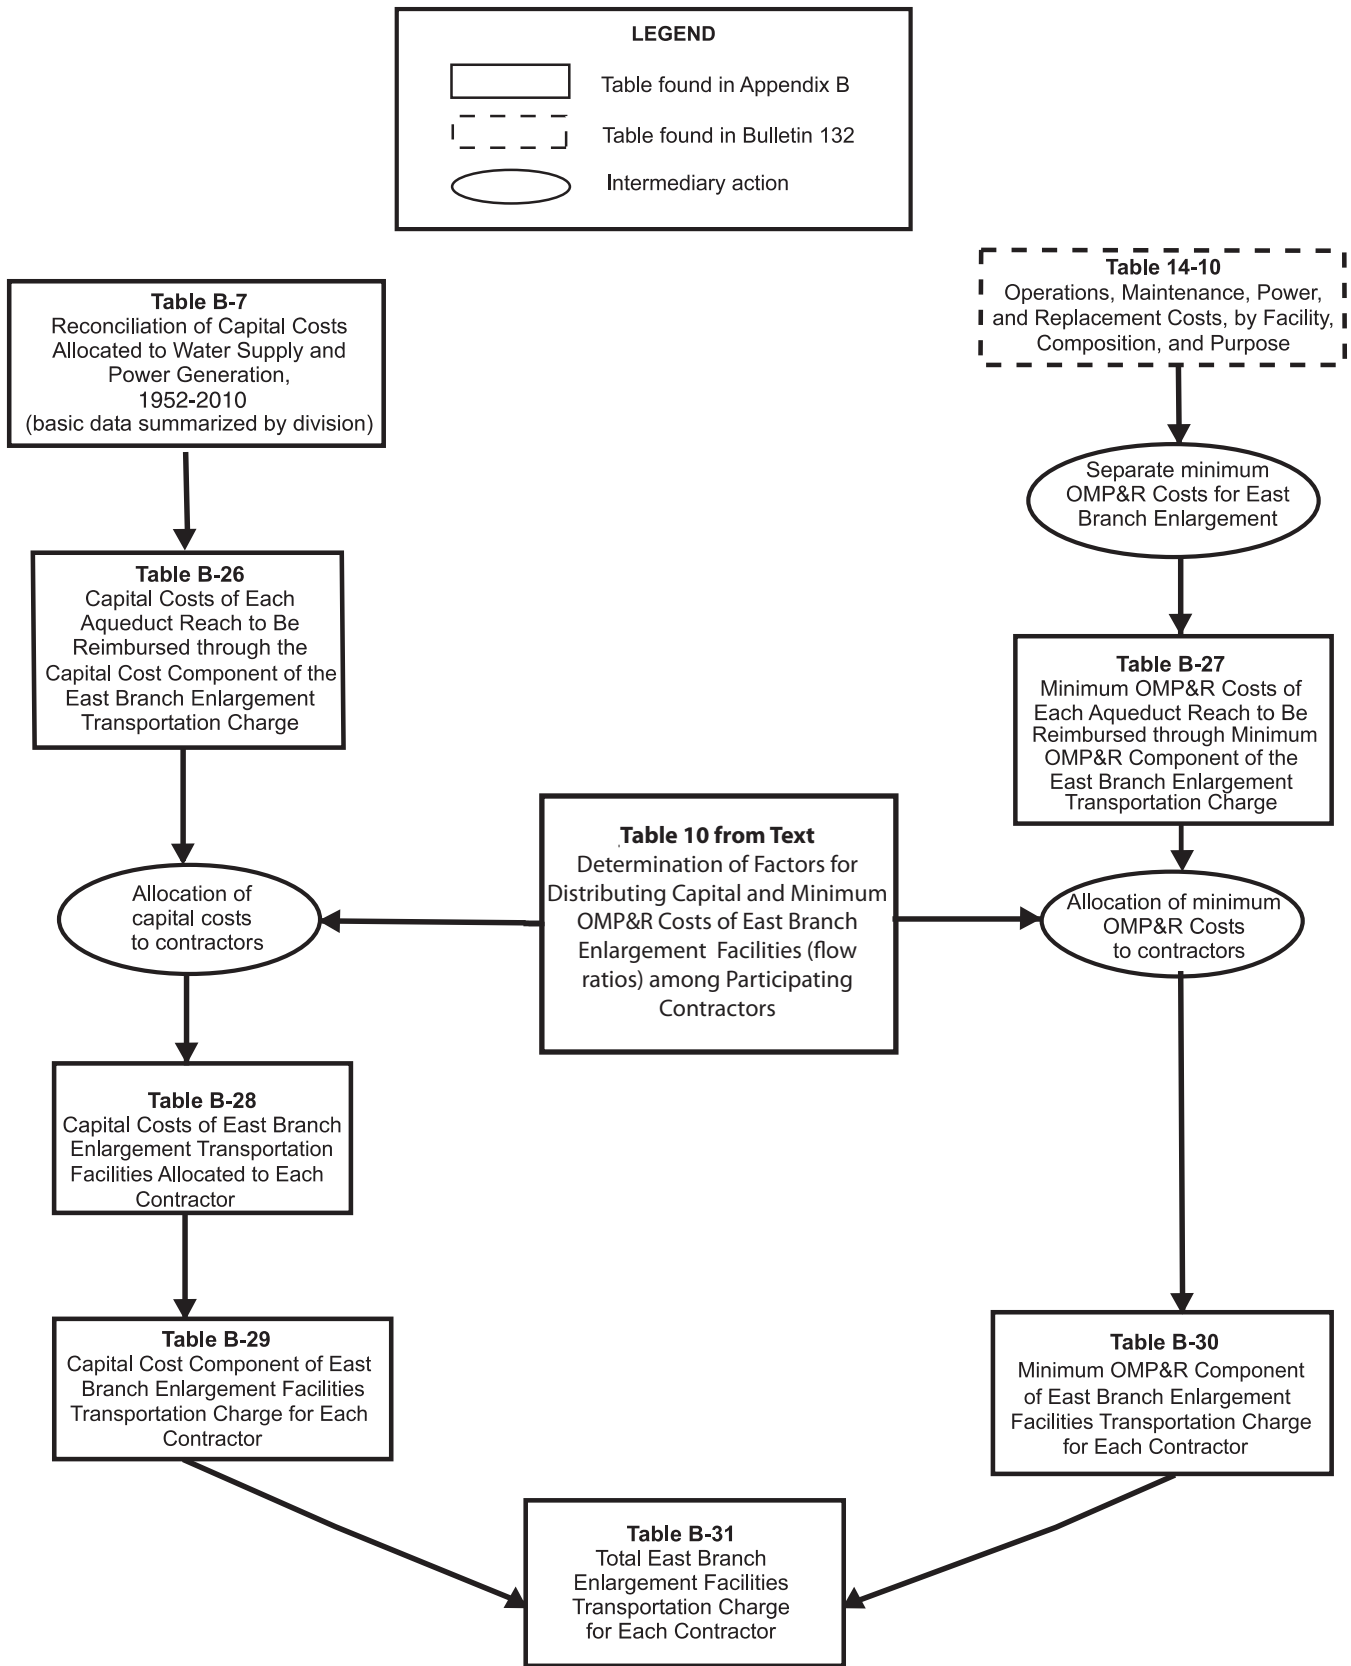 LEGEND
Table found in Appendix B
Table found in Bulletin 132
Intermediary action
Table B-7
Reconciliation of Capital Costs
Allocated to Water Supply and
Power Generation,
1952-2010
(basic data summarized by division)
Table 14-10
Operations, Maintenance, Power,
and Replacement Costs, by Facility,
Composition, and Purpose
Separate minimum
OMP&R Costs for East
Branch Enlargement
Table B-26
Capital Costs of Each
Aqueduct Reach to Be
Reimbursed through the
Capital Cost Component of the
East Branch Enlargement
Transportation Charge
Table B-27
Minimum OMP&R Costs of
Each Aqueduct Reach to Be
Reimbursed through Minimum
OMP&R Component of the
East Branch Enlargement
Transportation Charge
Table 10 from Text
Determination of Factors for
Distributing Capital and Minimum
OMP&R Costs of East Branch
Enlargement Facilities (flow
ratios) among Participating
Contractors
Allocation of
capital costs
to contractors
Allocation of minimum
OMP&R Costs
to contractors
Table B-28
Capital Costs of East Branch
Enlargement Transportation
Facilities Allocated to Each
Contractor
Table B-29
Capital Cost Component of East
Branch Enlargement Facilities
Transportation Charge for Each
Contractor
Table B-30
Minimum OMP&R Component
of East Branch Enlargement
Facilities Transportation Charge
for Each Contractor
Table B-31
Total East Branch
Enlargement Facilities
Transportation Charge
for Each Contractor